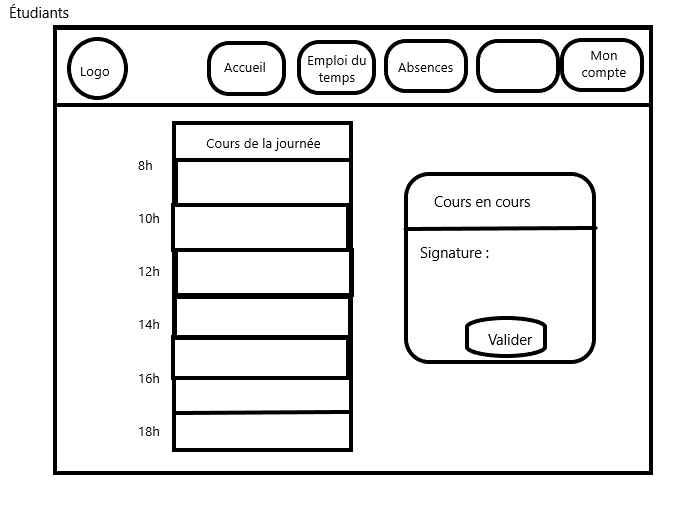 Étudiants
Logo
Accueil
Emploi du
temps
Absences
Mon
compte
Cours de la journée
8h
10h
12h
14h
16h
18h
Cours en cours
Signature :
Valider